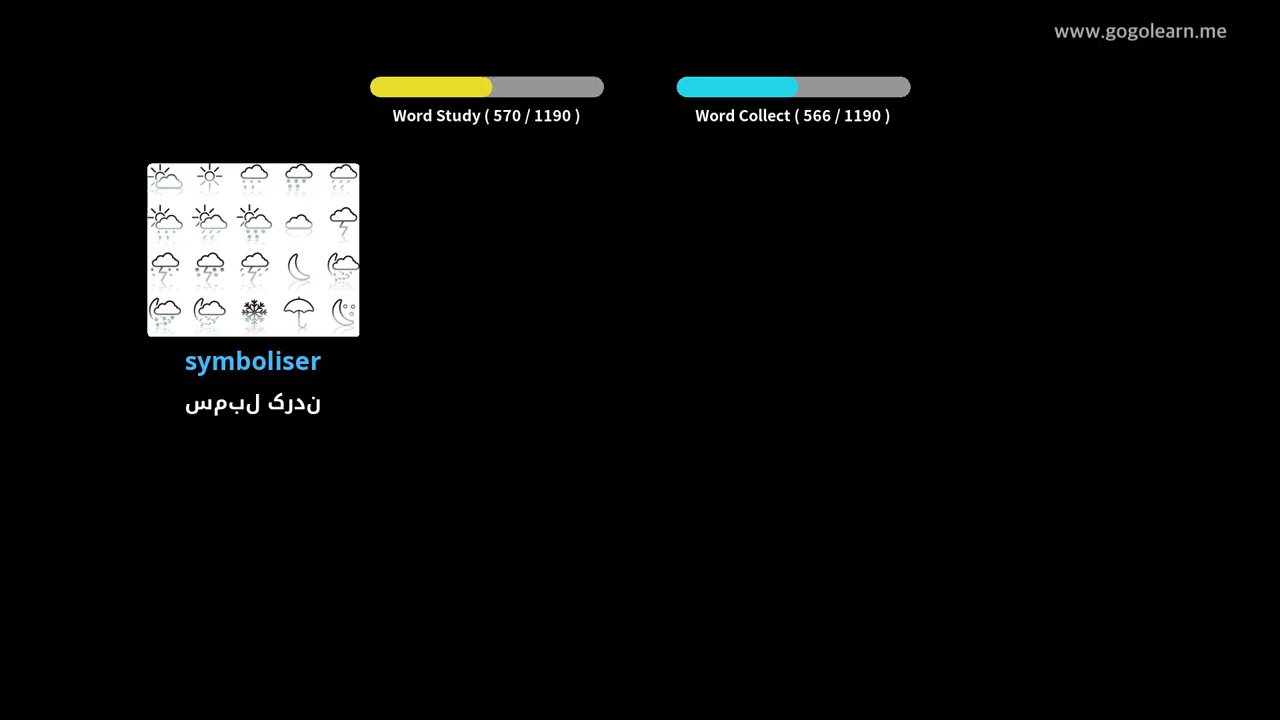 www.gogolearn.me
Word Study ( 570 / 1190 )
Word Collect ( 566 / 1190 )
symboliser
سمبل کردن